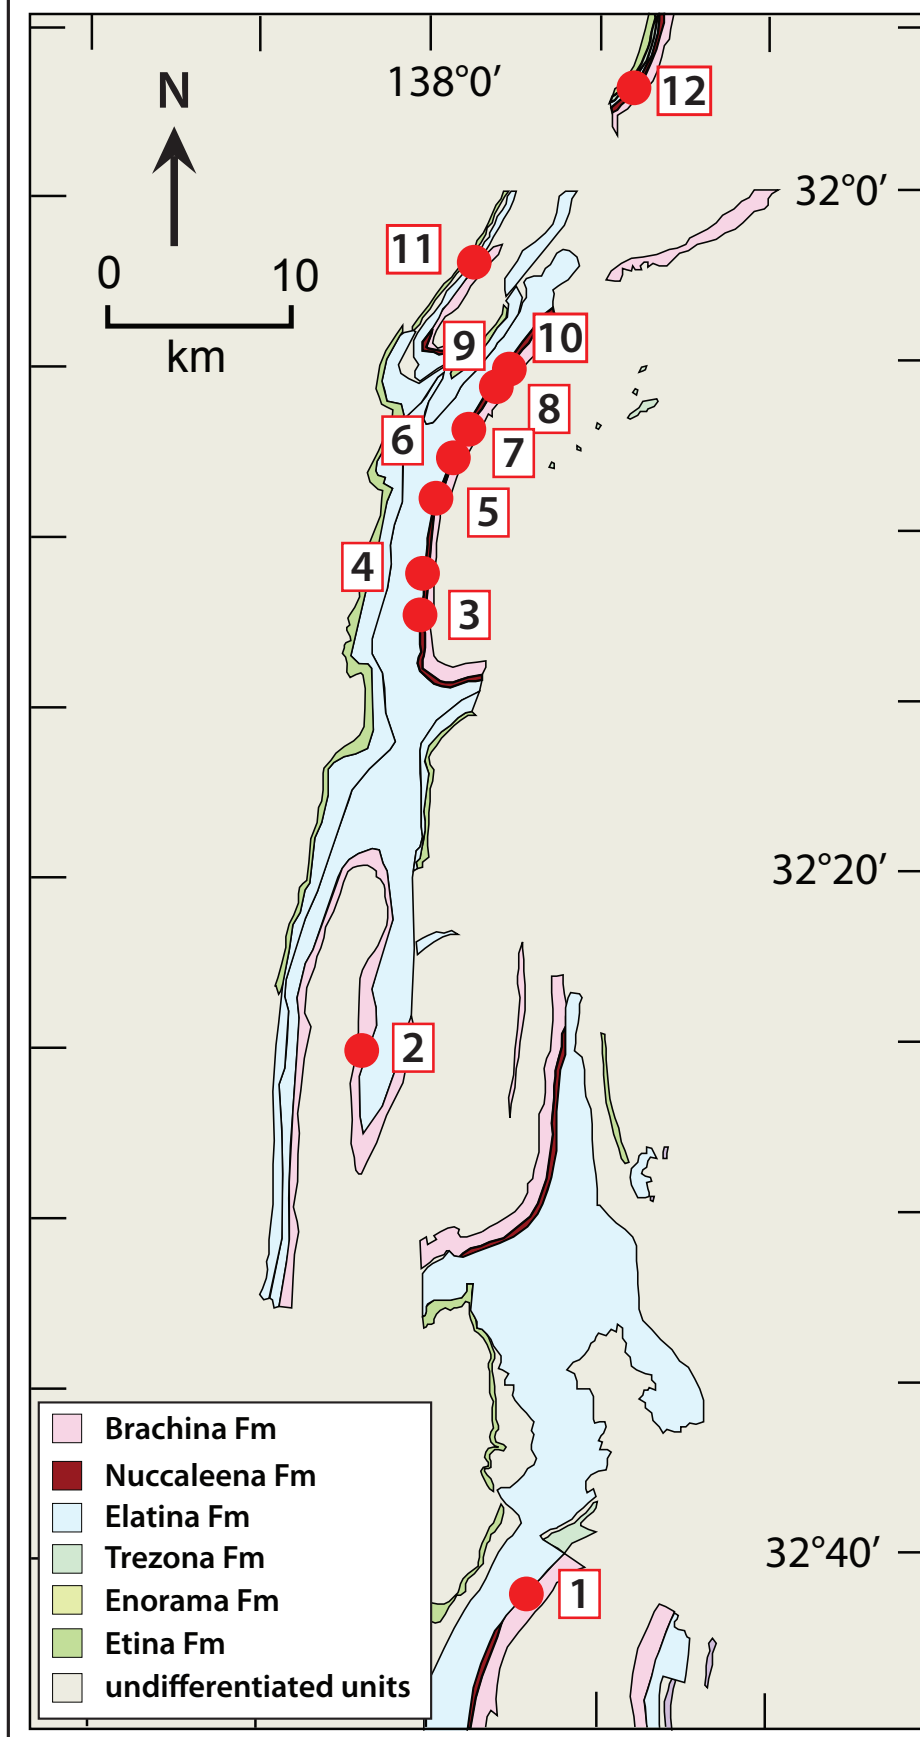 138°0′
N
12
32°0′
11
0 10
km
9
10
8
6
7
5
4
3
32°20′
2
32°40′
1
Brachina Fm
Nuccaleena Fm
Elatina Fm
Trezona Fm
Enorama Fm
Etina Fm
undifferentiated units